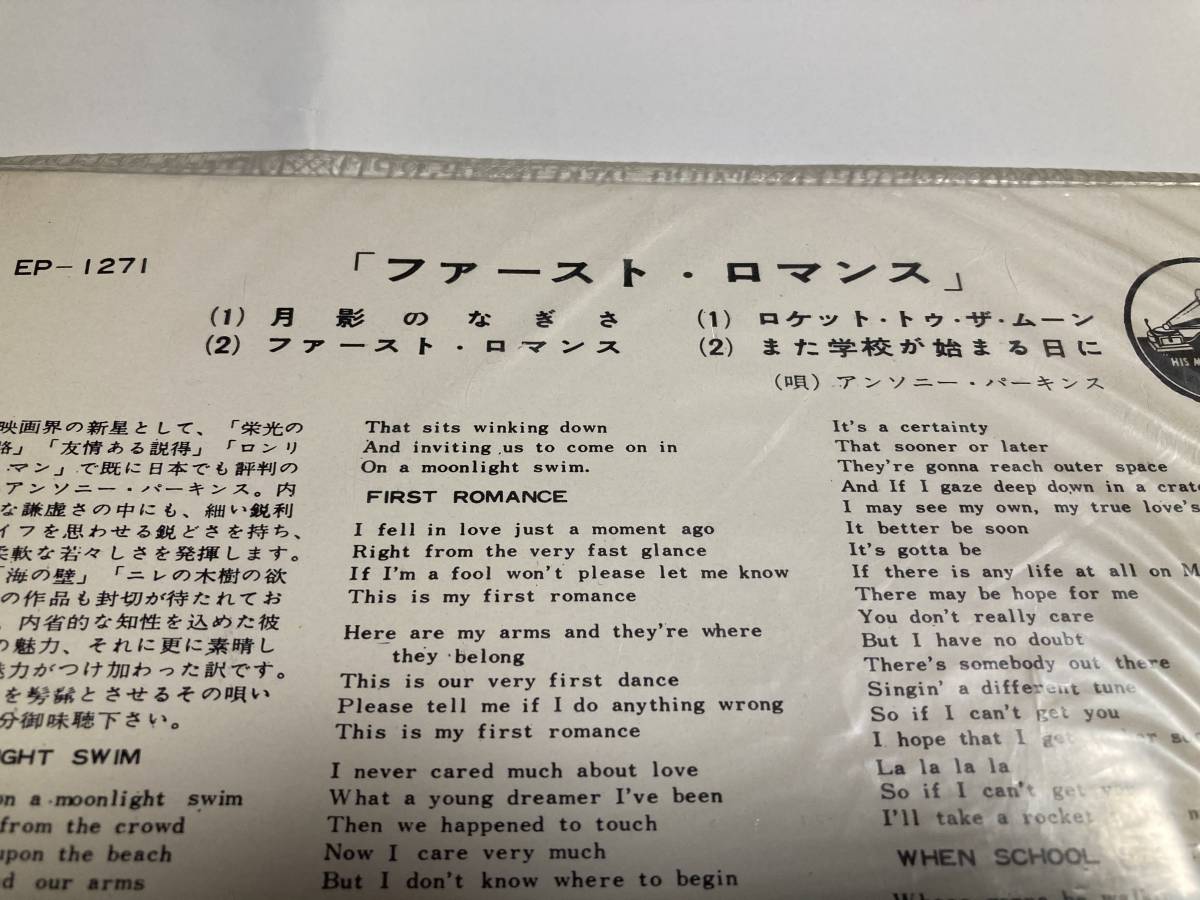 EP-1271
「ファースト・ロマンス」
(1) 月影のなぎさ
(2) ファースト・ロマンス
(1) ロケット・トゥ・ザ・ムーン
(2) また学校が始まる日に
(唄) アンソニー・パーキンス
HIS
映画界の新星として、「栄光の
路」「友情ある説得」「ロンリ
マン」で既に日本でも評判の
アンソニー・パーキンス。内
な謙虚さの中にも、細い鋭利
イフを思わせる鋭どさを持ち、
柔軟な若々しさを発揮します。
「海の壁」「ニレの木樹の欲
の作品も封切が待たれてお
、内省的な知性を込めた彼
の魅力、それに更に素晴し
魅力がつけ加わった訳です。
を髣髴とさせるその唄い
分御味聴下さい。
GHT SWIM
on a moonlight swim
from the crowd
upon the beach
d our arms
That sits winking down
And inviting us to come on in
On a moonlight swim.
FIRST ROMANCE
I fell in love just a moment ago
Right from the very fast glance
If I'm a fool won't please let me know
This is my first romance
Here are my arms and they're where
they belong
This is our very first dance
Please tell me if I do anything wrong
This is my first romance
I never cared much about love
What a young dreamer I've been
Then we happened to touch
Now I care very much
But I don't know where to begin
It's a certainty
That sooner or later
They're gonna reach outer space
And If I gaze deep down in a crate
I may see my own, my true love's
It better be soon
It's gotta be
If there is any life at all on M
There may be hope for me
You don't really care
But I have no doubt
There's somebody out there
Singin' a different tune
So if I can't get you
I hope that I get
La la la la
So if I can't get
I'll take a rocket
WHEN SCHOOL